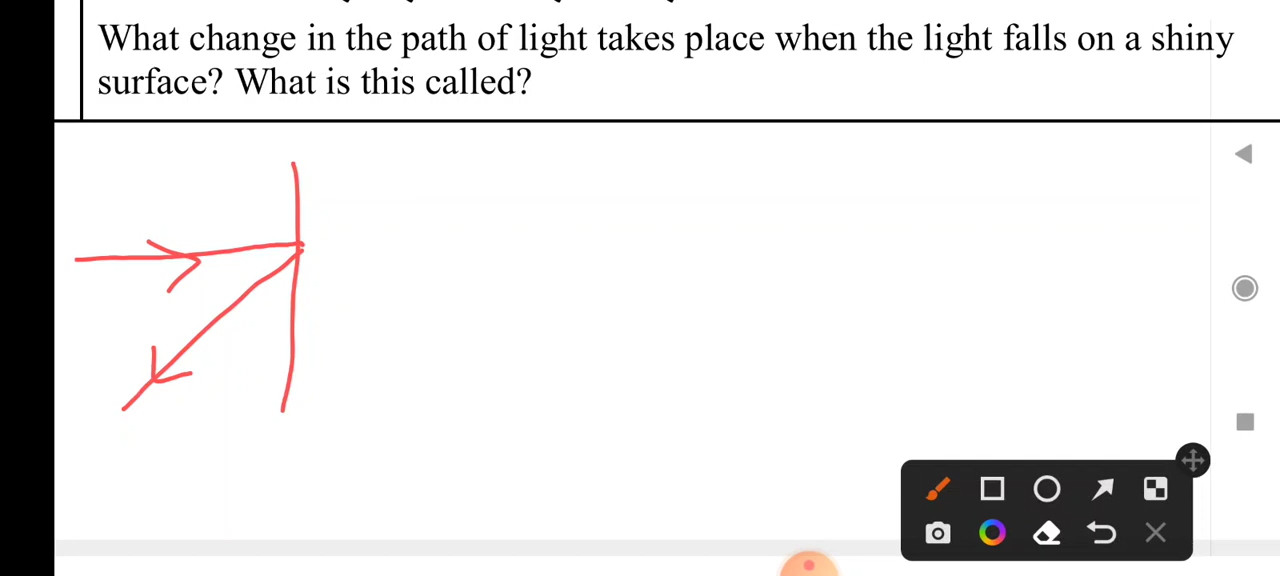 What change in the path of light takes place when the light falls on a shiny
surface? What is this called?